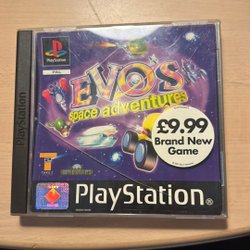 PlayStation
PAL
EVO'S
space adventures
£9.99
Brand New
Game
PlayStation